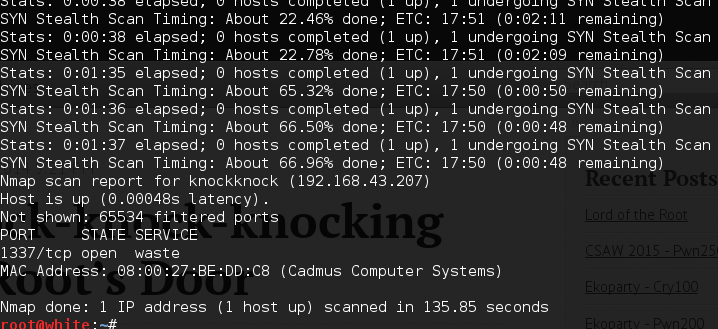 Stats: 0:00:38 elapsed; 0 hosts completed (1 up), 1 undergoing SYN Stealth Scan
SYN Stealth Scan Timing: About 22.46% done; ETC: 17:51 (0:02:11 remaining)
Stats: 0:00:38 elapsed; 0 hosts completed (1 up), 1 undergoing SYN Stealth Scan
SYN Stealth Scan Timing: About 22.78% done; ETC: 17:51 (0:02:09 remaining)
Stats: 0:01:35 elapsed; 0 hosts completed (1 up), 1 undergoing SYN Stealth Scan
SYN Stealth Scan Timing: About 65.32% done; ETC: 17:50 (0:00:50 remaining)
Stats: 0:01:36 elapsed; 0 hosts completed (1 up), 1 undergoing SYN Stealth Scan
SYN Stealth Scan Timing: About 66.50% done; ETC: 17:50 (0:00:48 remaining)
Stats: 0:01:37 elapsed; 0 hosts completed (1 up), 1 undergoing SYN Stealth Scan
SYN Stealth Scan Timing: About 66.96% done; ETC: 17:50 (0:00:48 remaining)
Nmap scan report for knockknock (192.168.43.207)
Host is up (0.00048s latency).
Not shown: 65534 filtered ports
PORT     STATE SERVICE
1337/tcp open  waste
MAC Address: 08:00:27:BE:DD:C8 (Cadmus Computer Systems)
Nmap done: 1 IP address (1 host up) scanned in 135.85 seconds
root@white:~#
k-knock-knocking
Root's Door
Recent Posts
Lord of the Root
CSAW 2015 - Pwn250
Ekoparty - Cry100
Ekoparty - Pwn200